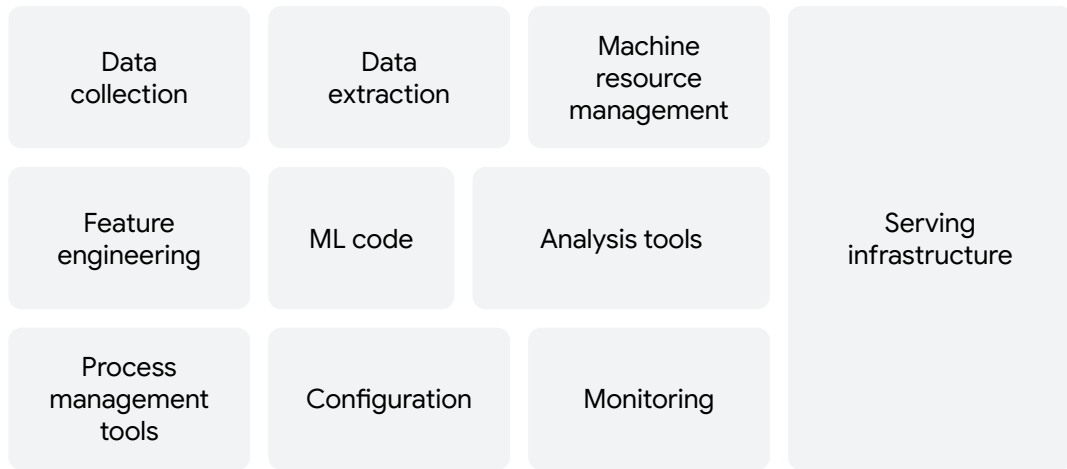 Data
collection
Data
extraction
Machine
resource
management
Feature
engineering
ML code
Analysis tools
Serving
infrastructure
Process
management
tools
Configuration
Monitoring